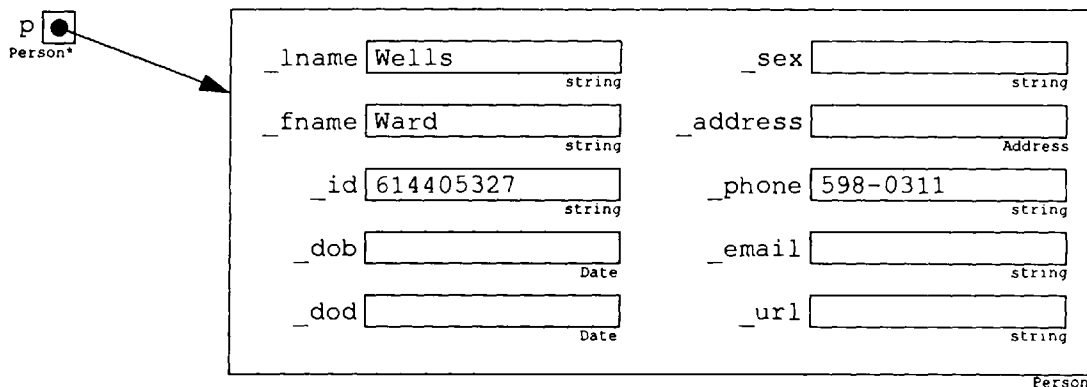 p
Person*
_lname Wells _sex
string string
_fname Ward _address
string Address
_id 614405327 _phone 598-0311
string string
_dob _email
Date string
_dod _url
Date string
Person